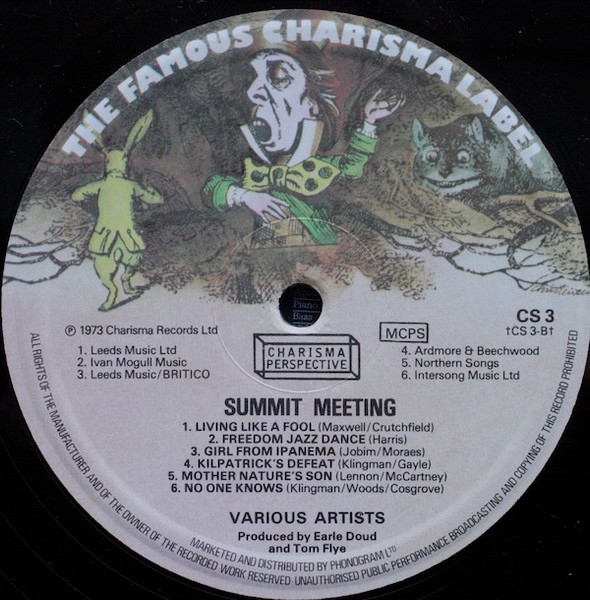 THE FAMOUS CHARISMA LABEL
Piano
Bass
CS 3
†CS 3-B†
℗ 1973 Charisma Records Ltd
MCPS
1. Leeds Music Ltd
2. Ivan Mogull Music
3. Leeds Music/BRITICO
CHARISMA
PERSPECTIVE
4. Ardmore & Beechwood
5. Northern Songs
6. Intersong Music Ltd
SUMMIT MEETING
1. LIVING LIKE A FOOL (Maxwell/Crutchfield)
2. FREEDOM JAZZ DANCE (Harris)
3. GIRL FROM IPANEMA (Jobim/Moraes)
4. KILPATRICK'S DEFEAT (Klingman/Gayle)
5. MOTHER NATURE'S SON (Lennon/McCartney)
6. NO ONE KNOWS (Klingman/Woods/Cosgrove)
VARIOUS ARTISTS
Produced by Earle Doud
and Tom Flye
MARKETED AND DISTRIBUTED BY PHONOGRAM LTD
ALL RIGHTS OF THE MANUFACTURER AND OF THE OWNER OF THE RECORDED WORK RESERVED · UNAUTHORISED PUBLIC PERFORMANCE BROADCASTING AND COPYING OF THIS RECORD PROHIBITED